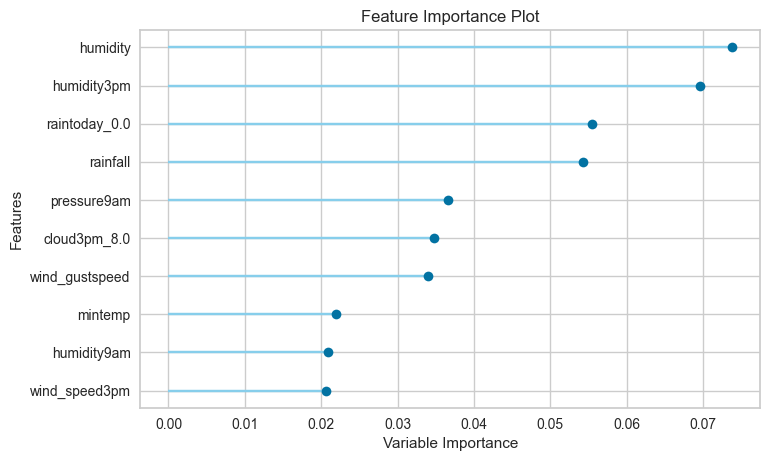 Feature Importance Plot
Features
humidity
humidity3pm
raintoday_0.0
rainfall
pressure9am
cloud3pm_8.0
wind_gustspeed
mintemp
humidity9am
wind_speed3pm
0.00 0.01 0.02 0.03 0.04 0.05 0.06 0.07
Variable Importance